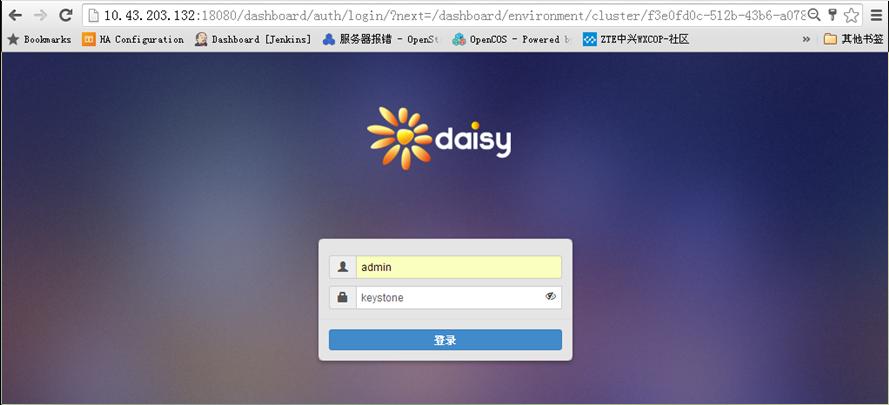 10.43.203.132:18080/dashboard/auth/login/?next=/dashboard/environment/cluster/f3e0fd0c-512b-43b6-a078
Bookmarks HA Configuration Dashboard [Jenkins] 服务器报错 - OpenSt OpenCOS - Powered b ZTE中兴WXCOP-社区 » 其他书签
daisy
admin
keystone
登录